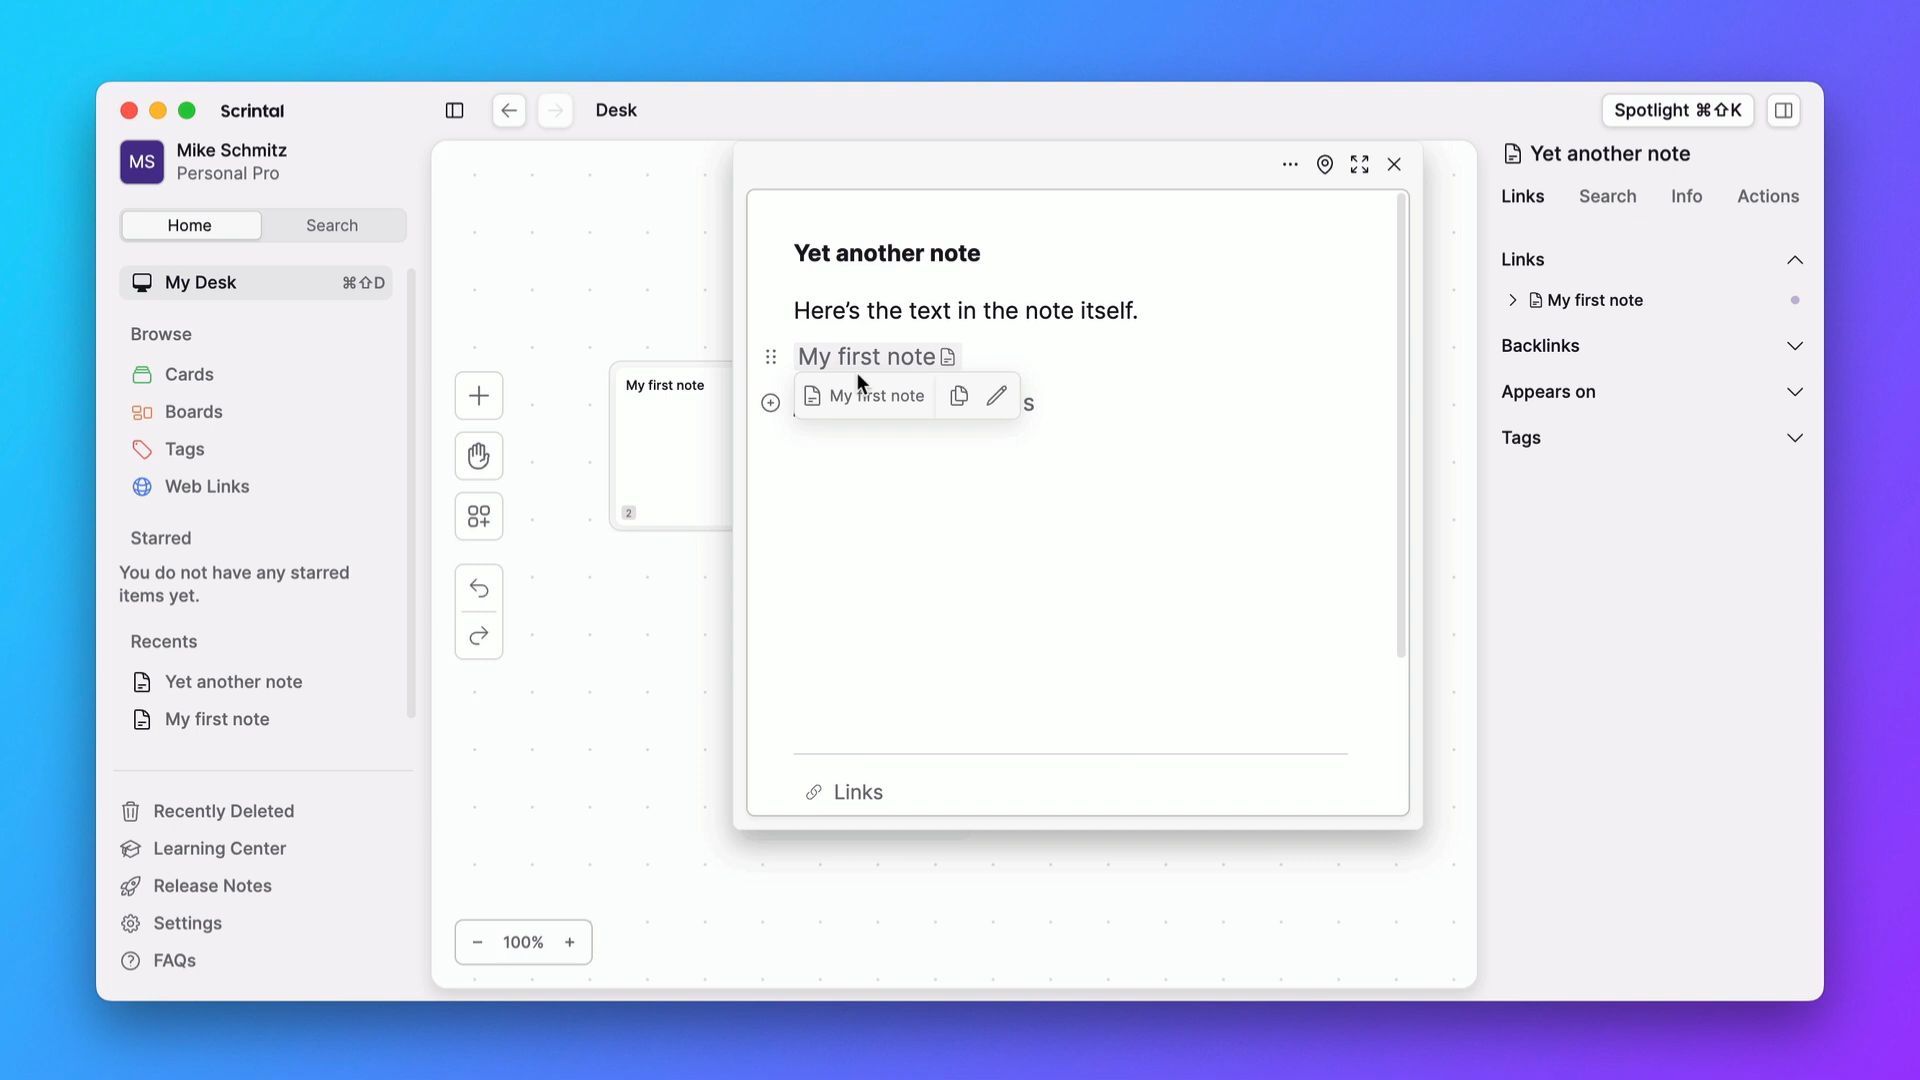 Scrintal
Desk
Spotlight ⌘⇧K
MS
Mike Schmitz
Personal Pro
Home
Search
My Desk
⌘⇧D
Browse
Cards
Boards
Tags
Web Links
Starred
You do not have any starred
items yet.
Recents
Yet another note
My first note
Recently Deleted
Learning Center
Release Notes
Settings
FAQs
My first note
2
100%
Yet another note
Here’s the text in the note itself.
My first note
My first note
s
Links
Yet another note
Links
Search
Info
Actions
Links
My first note
Backlinks
Appears on
Tags